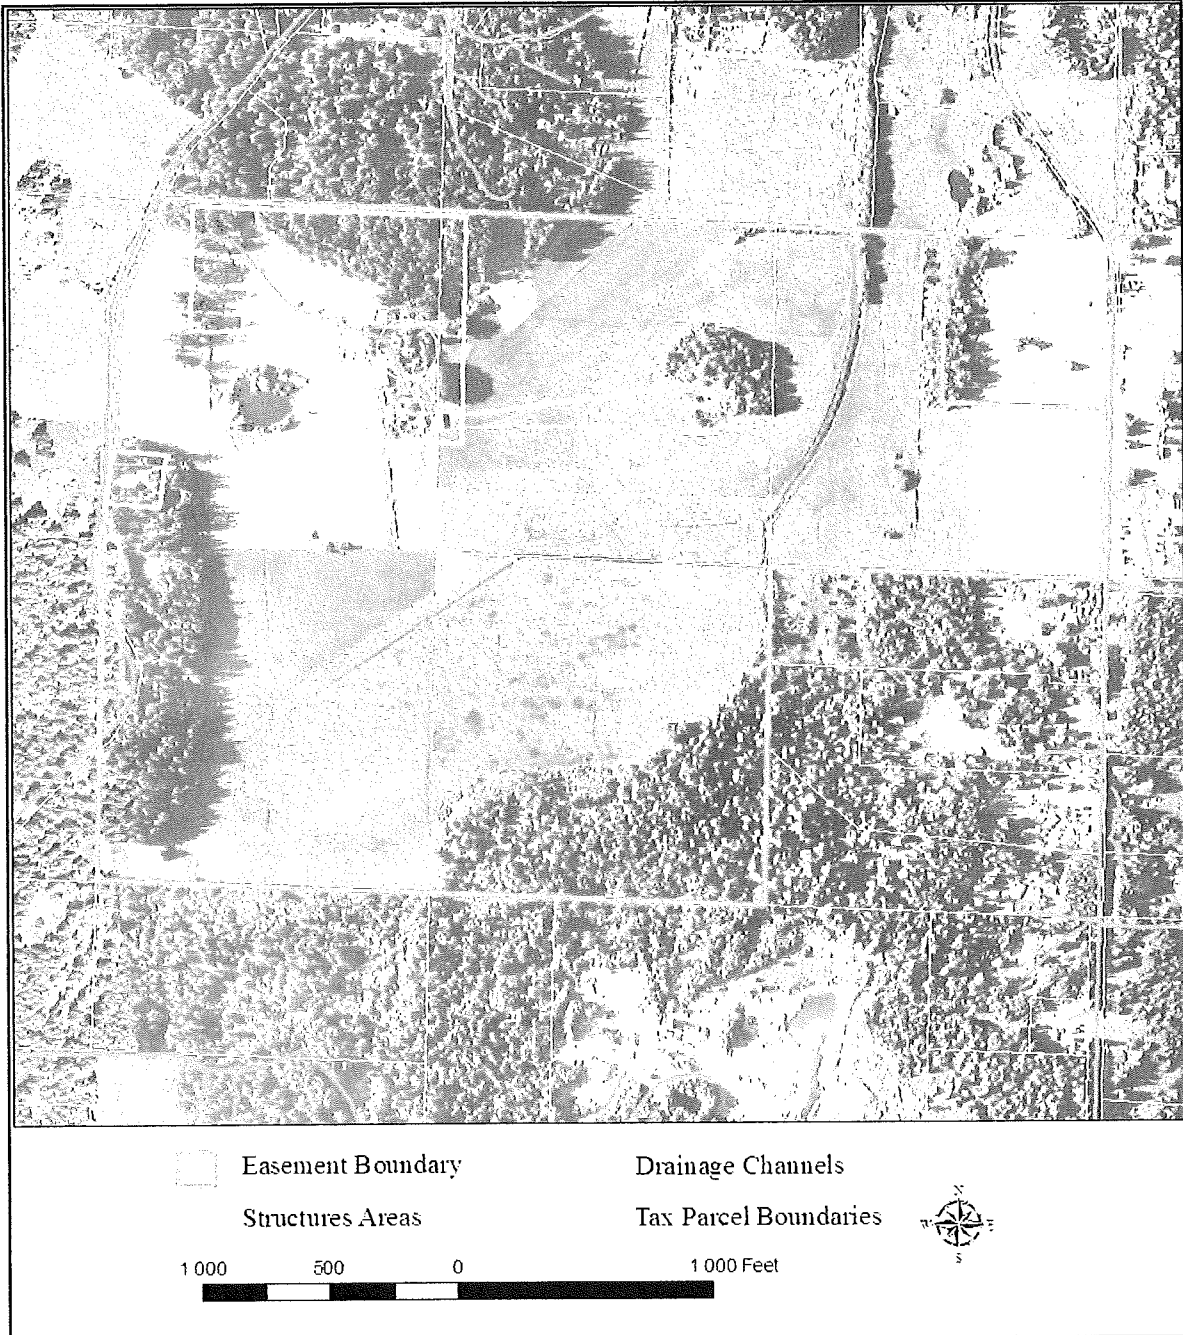 Easement Boundary
Drainage Channels
Structures Areas
Tax Parcel Boundaries
N
W
E
S
1 000
500
0
1 000 Feet